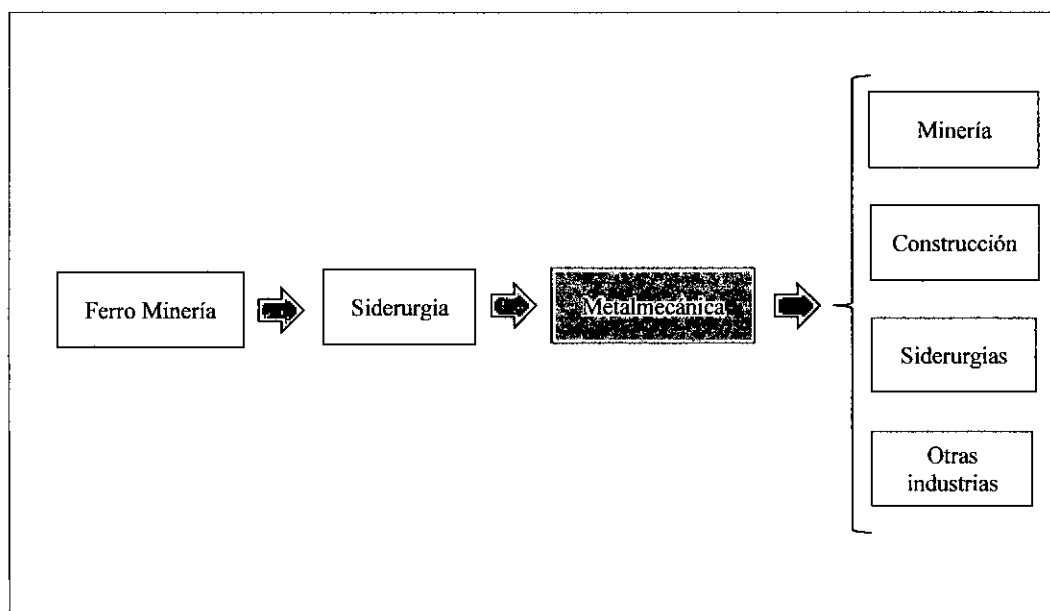 Ferro Minería
Siderurgia
Metalmecánica
Minería
Construcción
Siderurgias
Otras
industrias